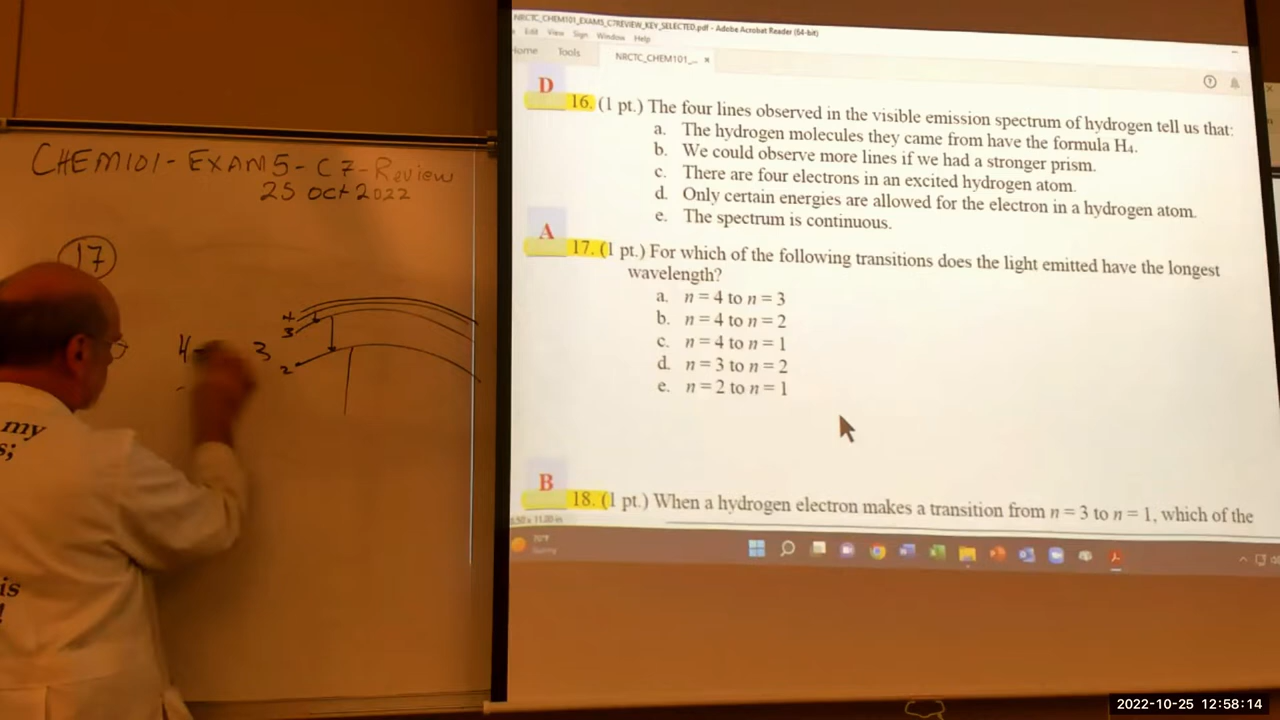 CHEM101-EXAM5-C7-Review
25 Oct 2022
17
4
3
4
3
2
my
s;
is
!
NRCTC_CHEM101_EXAM5_C7REVIEW_KEY_SELECTED.pdf - Adobe Acrobat Reader (64-bit)
Edit View Sign Window Help
Home Tools NRCTC_CHEM101_... ×
D
16. (1 pt.) The four lines observed in the visible emission spectrum of hydrogen tell us that:
a. The hydrogen molecules they came from have the formula H₄.
b. We could observe more lines if we had a stronger prism.
c. There are four electrons in an excited hydrogen atom.
d. Only certain energies are allowed for the electron in a hydrogen atom.
e. The spectrum is continuous.
A
17. (1 pt.) For which of the following transitions does the light emitted have the longest
wavelength?
a. n = 4 to n = 3
b. n = 4 to n = 2
c. n = 4 to n = 1
d. n = 3 to n = 2
e. n = 2 to n = 1
B
18. (1 pt.) When a hydrogen electron makes a transition from n = 3 to n = 1, which of the
8.50 x 11.00 in
70°F
Sunny
2022-10-25 12:58:14